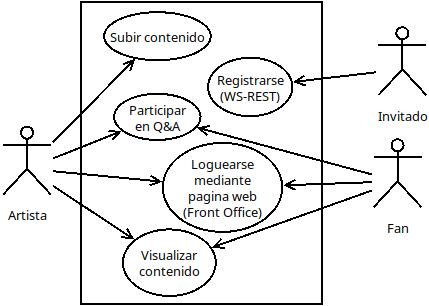 Subir contenido
Registrarse
(WS-REST)
Invitado
Participar
en Q&A
Loguearse
mediante
pagina web
(Front Office)
Artista
Fan
Visualizar
contenido